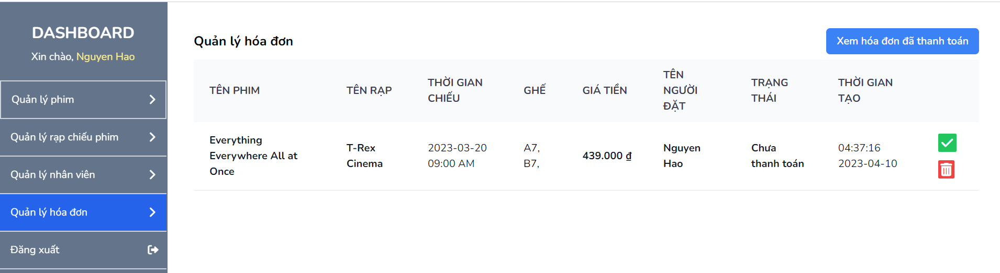 DASHBOARD
Xin chào, Nguyen Hao
Quản lý phim
Quản lý rạp chiếu phim
Quản lý nhân viên
Quản lý hóa đơn
Đăng xuất
Quản lý hóa đơn
Xem hóa đơn đã thanh toán
TÊN PHIM
TÊN RẠP
THỜI GIAN
CHIẾU
GHẾ
GIÁ TIỀN
TÊN
NGƯỜI
ĐẶT
TRẠNG
THÁI
THỜI GIAN
TẠO
Everything
Everywhere All at
Once
T-Rex
Cinema
2023-03-20
09:00 AM
A7,
B7,
439.000 ₫
Nguyen
Hao
Chưa
thanh toán
04:37:16
2023-04-10